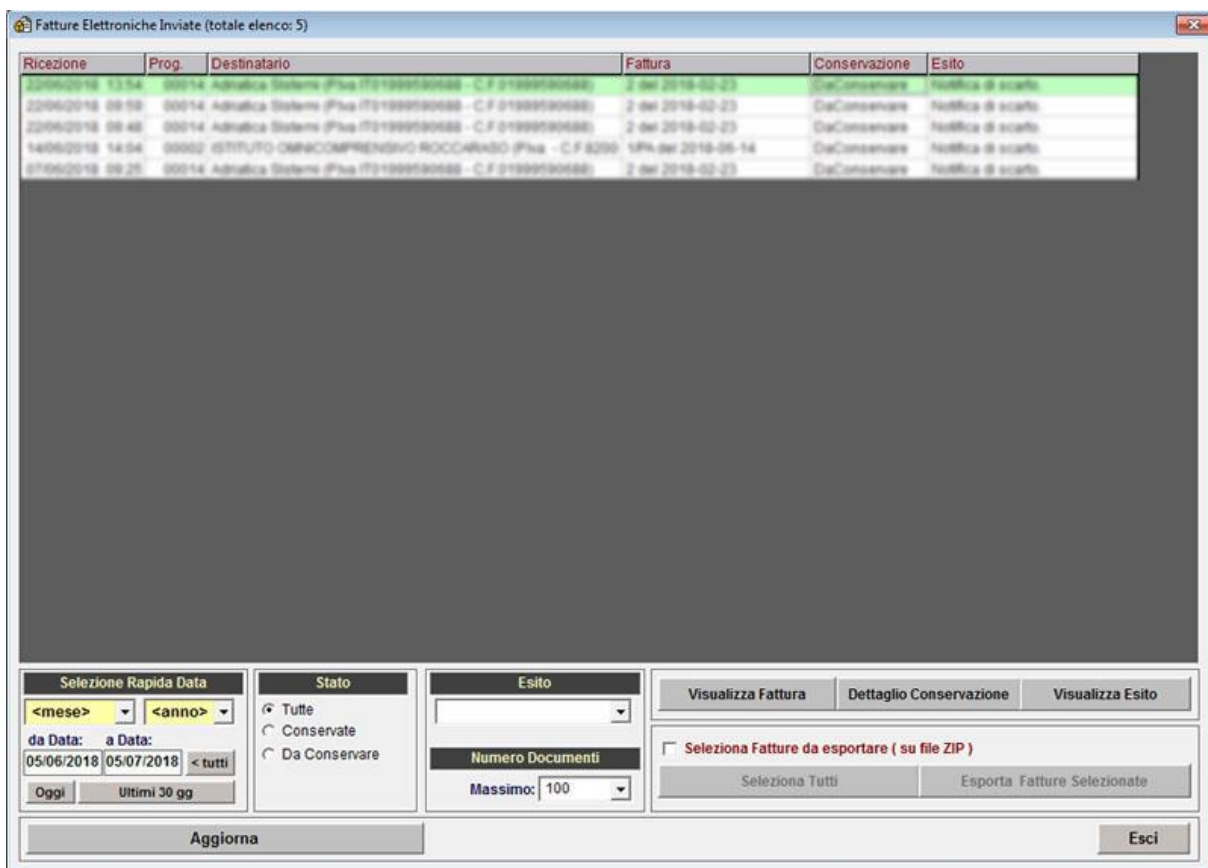 Fatture Elettroniche Inviate (totale elenco: 5)
Ricezione Prog. Destinatario Fattura Conservazione Esito
22/06/2018 13:54 00014 Adriatica Sistemi 2 del 2018-02-23 DaConservare Notifica di scarto.
22/06/2018 09:59 00014 Adriatica Sistemi 2 del 2018-02-23 DaConservare Notifica di scarto.
22/06/2018 00014 Adriatica Sistemi 2 del 2018-02-23 DaConservare Notifica di scarto.
14/06/2018 14:04 00002 ISTITUTO OMNICOMPRENSIVO ROCCARASO 1/PA del 2018-06-14 DaConservare Notifica di scarto.
07/06/2018 09:25 00014 Adriatica Sistemi 2 del 2018-02-23 DaConservare Notifica di scarto.
Selezione Rapida Data Stato Esito
Visualizza Fattura Dettaglio Conservazione Visualizza Esito
<mese> <anno> Tutte
Conservate
da Data: a Data:
05/06/2018 05/07/2018 < tutti Da Conservare
Numero Documenti
Seleziona Fatture da esportare ( su file ZIP )
Oggi Ultimi 30 gg Massimo: 100 Seleziona Tutti Esporta Fatture Selezionate
Aggiorna Esci